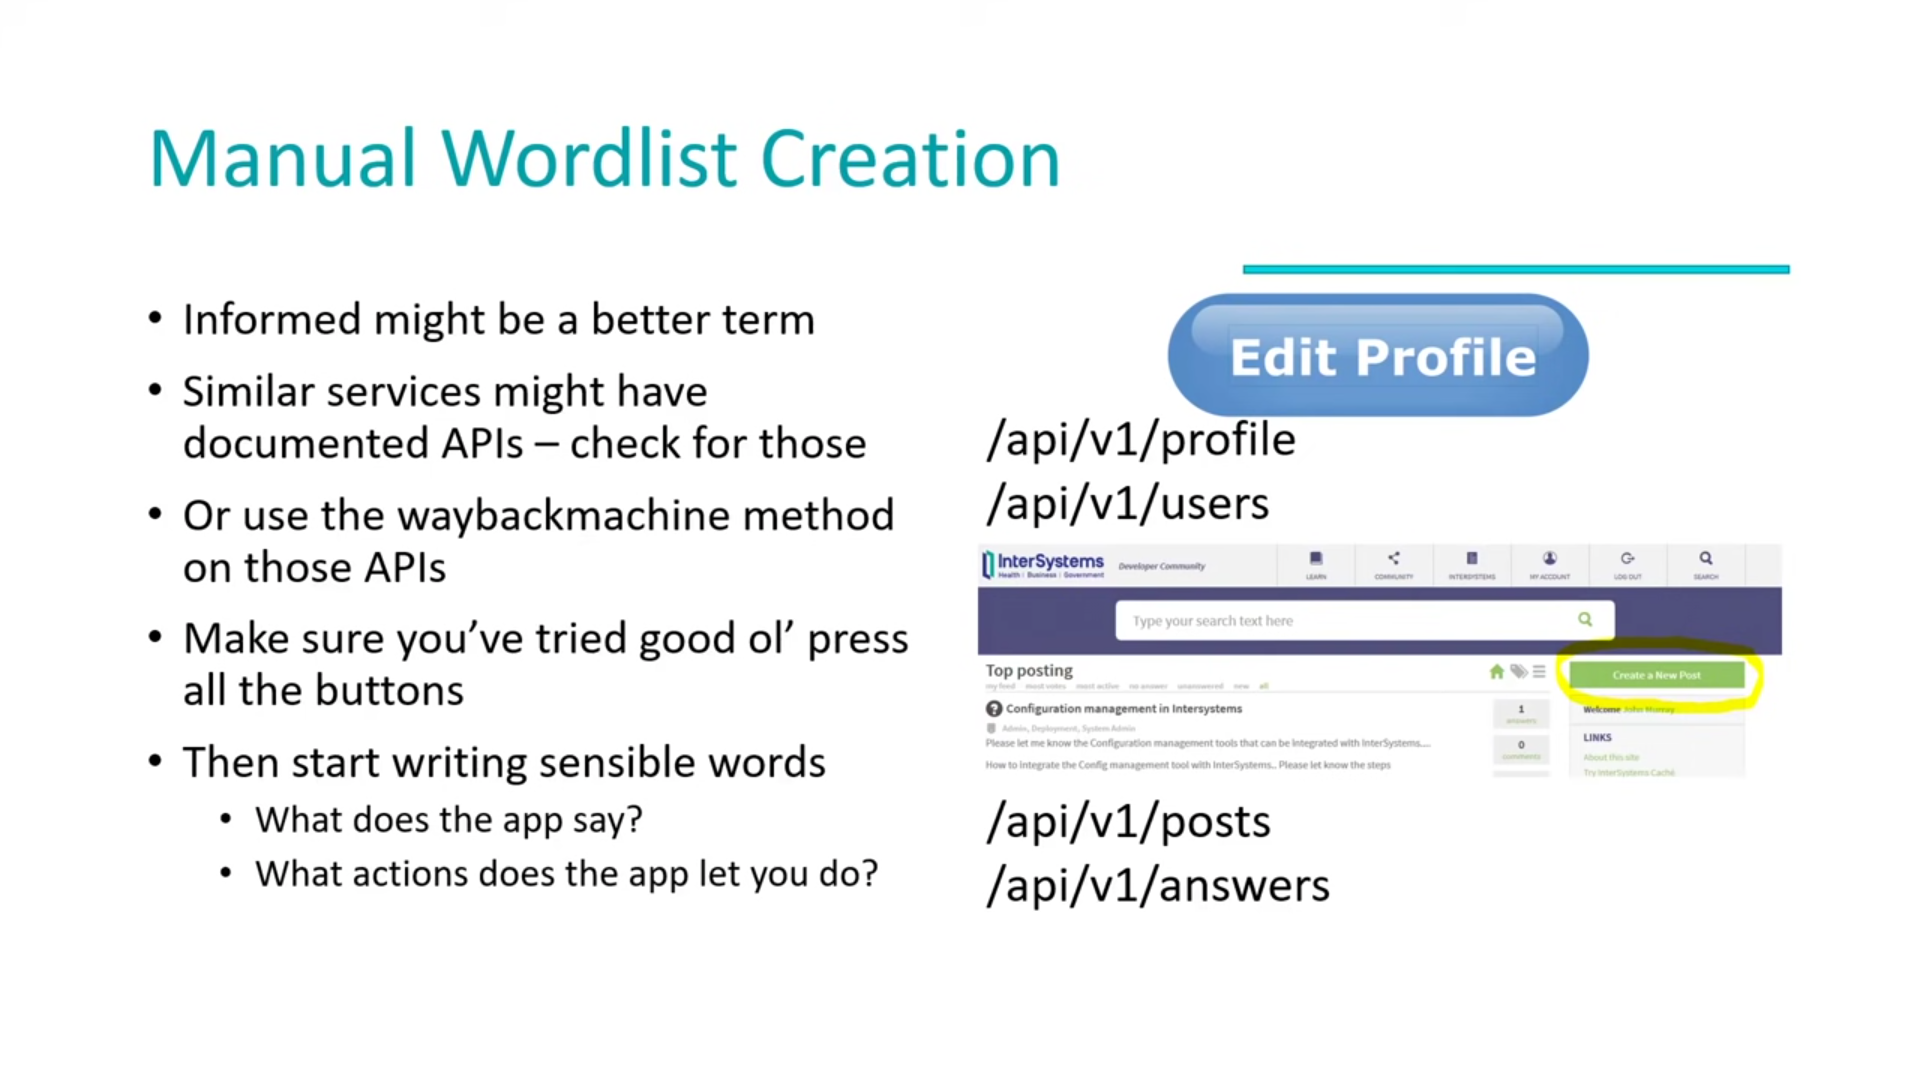 Manual Wordlist Creation
• Informed might be a better term
• Similar services might have
documented APIs – check for those
• Or use the waybackmachine method
on those APIs
• Make sure you've tried good ol' press
all the buttons
• Then start writing sensible words
• What does the app say?
• What actions does the app let you do?
Edit Profile
/api/v1/profile
/api/v1/users
InterSystems
Health | Business | Government
Developer Community
LEARN
COMMUNITY
INTERSYSTEMS
MY ACCOUNT
LOG OUT
SEARCH
Type your search text here
Top posting
my feed most votes most active no answer unanswered new all
Create a New Post
Configuration management in Intersystems
1
answers
Welcome John Murray
Admin, Deployment, System Admin
Please let me know the Configuration management tools that can be integrated with InterSystems....
0
comments
LINKS
About this site
How to integrate the Config management tool with InterSystems.. Please let know the steps
Try InterSystems Caché
/api/v1/posts
/api/v1/answers